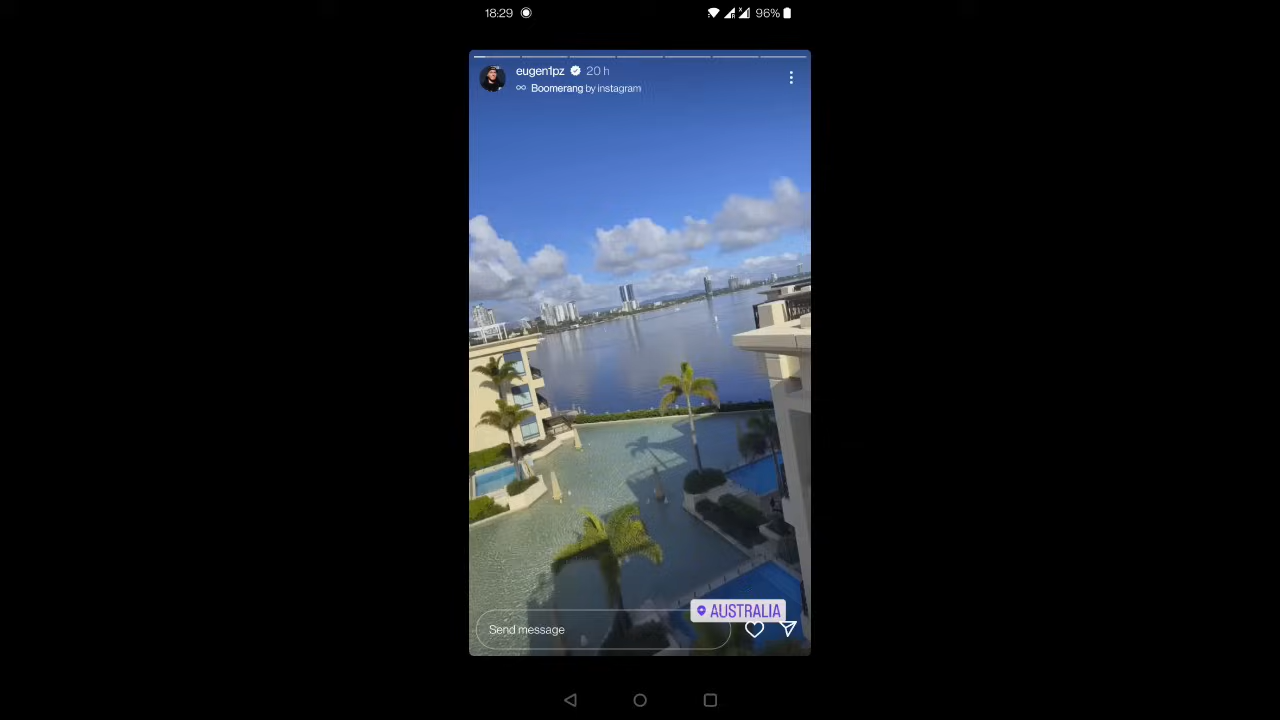 18:29
96%
eugen1pz 20 h
Boomerang by instagram
AUSTRALIA
Send message